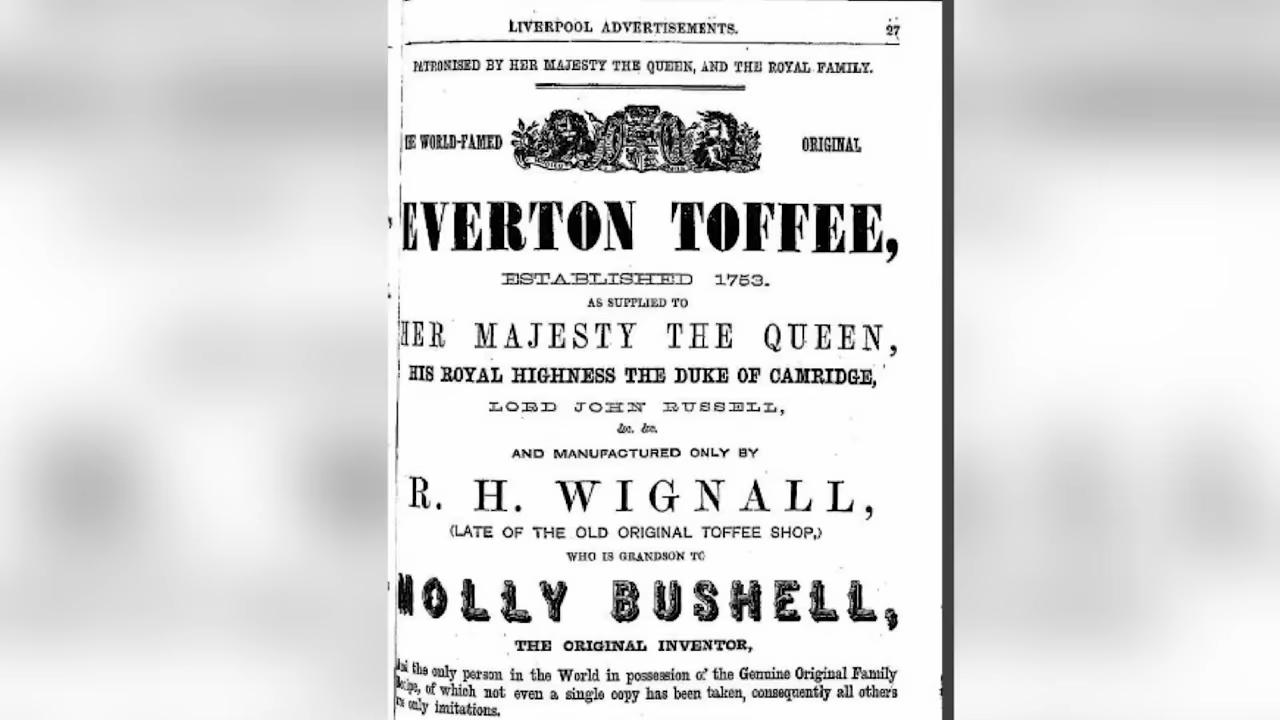 LIVERPOOL ADVERTISEMENTS. 27
PATRONISED BY HER MAJESTY THE QUEEN, AND THE ROYAL FAMILY.
HE WORLD-FAMED ORIGINAL
EVERTON TOFFEE,
ESTABLISHED 1753.
AS SUPPLIED TO
HER MAJESTY THE QUEEN,
HIS ROYAL HIGHNESS THE DUKE OF CAMRIDGE,
LORD JOHN RUSSELL,
&c. &c.
AND MANUFACTURED ONLY BY
R. H. WIGNALL,
(LATE OF THE OLD ORIGINAL TOFFEE SHOP,)
WHO IS GRANDSON TO
MOLLY BUSHELL,
THE ORIGINAL INVENTOR,
And the only person in the World in possession of the Genuine Original Family
Recipe, of which not even a single copy has been taken, consequently all others
are only imitations.